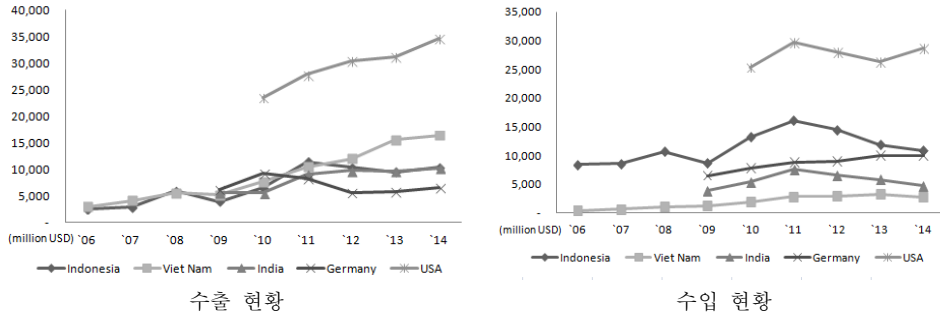 40,000
35,000
30,000
25,000
20,000
15,000
10,000
5,000
-
(million USD) `06 `07 `08 `09 `10 `11 `12 `13 `14
Indonesia Viet Nam India Germany USA
수출 현황
35,000
30,000
25,000
20,000
15,000
10,000
5,000
-
(million USD) `06 `07 `08 `09 `10 `11 `12 `13 `14
Indonesia Viet Nam India Germany USA
수입 현황